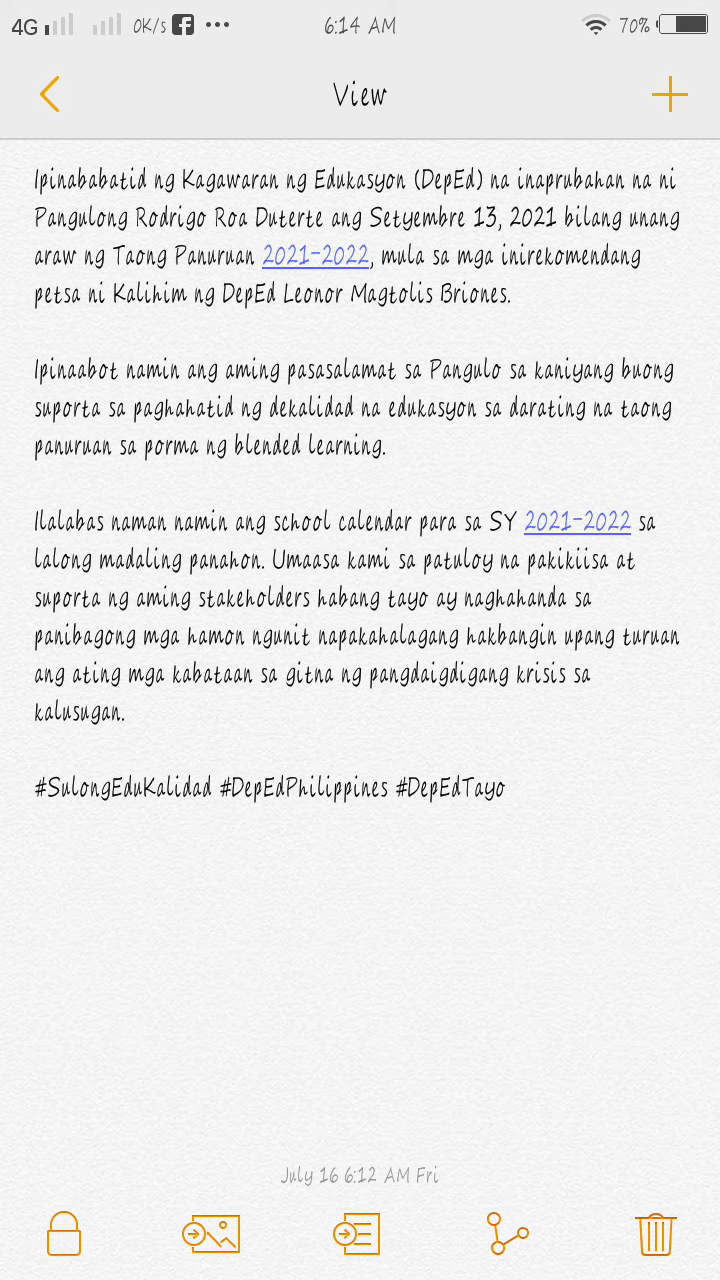 4G 0K/s 6:14 AM 70%
View
Ipinababatid ng Kagawaran ng Edukasyon (DepEd) na inaprubahan na ni
Pangulong Rodrigo Roa Duterte ang Setyembre 13, 2021 bilang unang
araw ng Taong Panuruan 2021-2022, mula sa mga inirekomendang
petsa ni Kalihim ng DepEd Leonor Magtolis Briones.
Ipinaabot namin ang aming pasasalamat sa Pangulo sa kaniyang buong
suporta sa paghahatid ng dekalidad na edukasyon sa darating na taong
panuruan sa porma ng blended learning.
Ilalabas naman namin ang school calendar para sa SY 2021-2022 sa
lalong madaling panahon. Umaasa kami sa patuloy na pakikiisa at
suporta ng aming stakeholders habang tayo ay naghahanda sa
panibagong mga hamon ngunit napakahalagang hakbangin upang turuan
ang ating mga kabataan sa gitna ng pangdaigdigang krisis sa
kalusugan.
#SulongEduKalidad #DepEdPhilippines #DepEdTayo
July 16 6:12 AM Fri